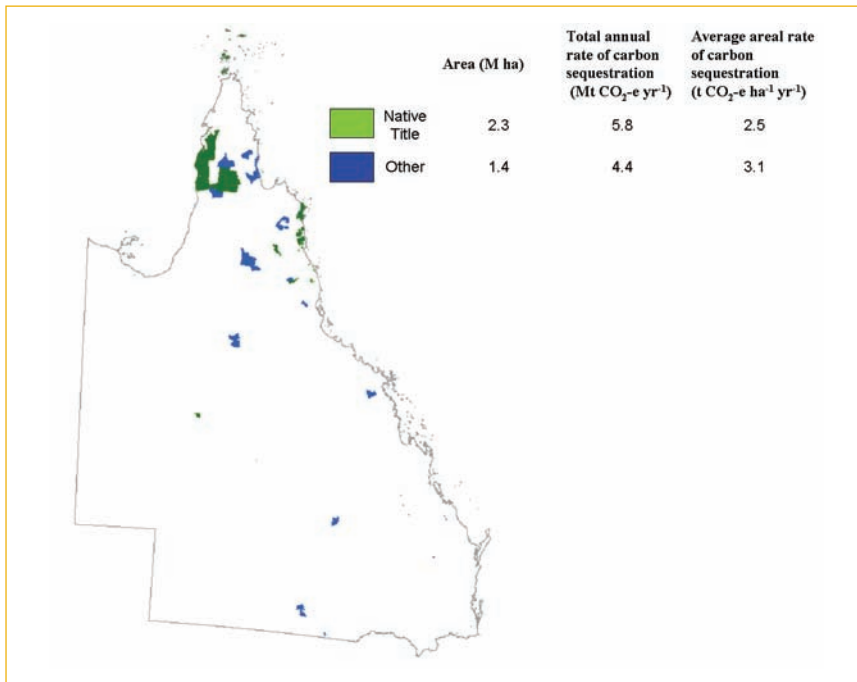 Area (M ha)
Total annual
rate of carbon
sequestration
(Mt CO₂-e yr⁻¹)
Average areal rate
of carbon
sequestration
(t CO₂-e ha⁻¹ yr⁻¹)
Native
Title
2.3
5.8
2.5
Other
1.4
4.4
3.1